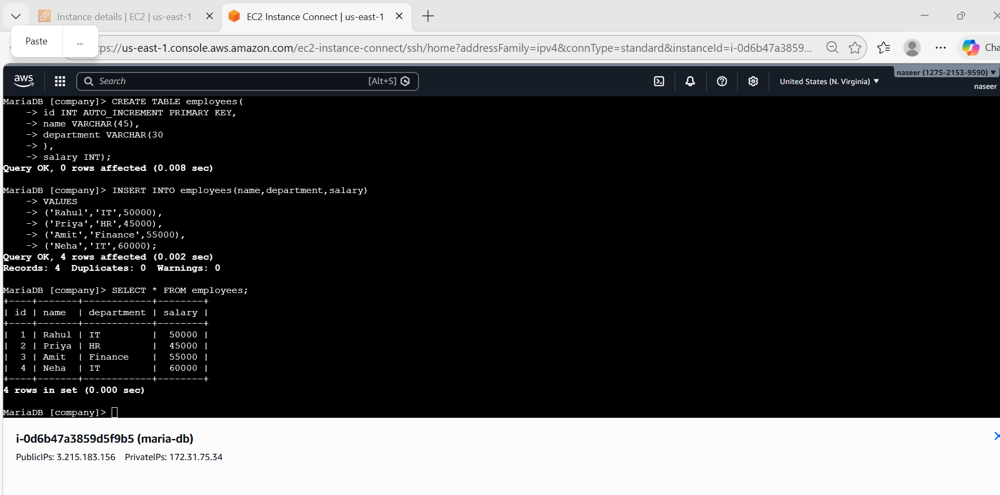 Instance details | EC2 | us-east-1
EC2 Instance Connect | us-east-1
Paste
...
ps://us-east-1.console.aws.amazon.com/ec2-instance-connect/ssh/home?addressFamily=ipv4&connType=standard&instanceId=i-0d6b47a3859...
Cha
aws
Search
[Alt+S]
United States (N. Virginia)
naseer (1275-2153-9590)
naseer
MariaDB [company]> CREATE TABLE employees(
-> id INT AUTO_INCREMENT PRIMARY KEY,
-> name VARCHAR(45),
-> department VARCHAR(30
-> ),
-> salary INT);
Query OK, 0 rows affected (0.008 sec)
MariaDB [company]> INSERT INTO employees(name,department,salary)
-> VALUES
-> ('Rahul','IT',50000),
-> ('Priya','HR',45000),
-> ('Amit','Finance',55000),
-> ('Neha','IT',60000);
Query OK, 4 rows affected (0.002 sec)
Records: 4  Duplicates: 0  Warnings: 0
MariaDB [company]> SELECT * FROM employees;
+----+-------+------------+--------+
| id | name  | department | salary |
+----+-------+------------+--------+
|  1 | Rahul | IT         |  50000 |
|  2 | Priya | HR         |  45000 |
|  3 | Amit  | Finance    |  55000 |
|  4 | Neha  | IT         |  60000 |
+----+-------+------------+--------+
4 rows in set (0.000 sec)
MariaDB [company]>
i-0d6b47a3859d5f9b5 (maria-db)
PublicIPs: 3.215.183.156 PrivateIPs: 172.31.75.34